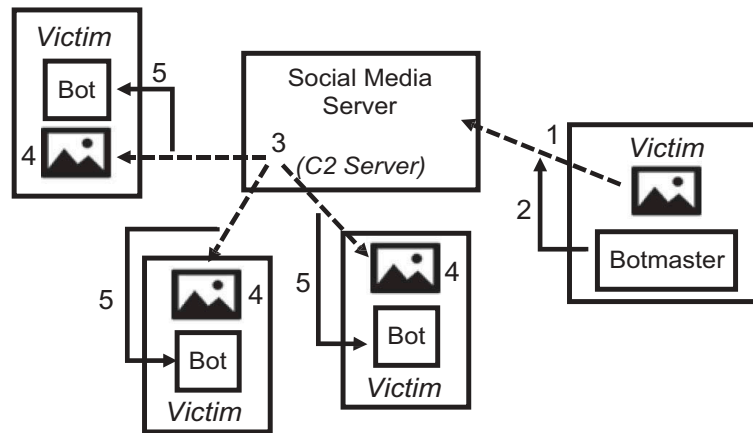 Victim
Bot
5
4
Social Media
Server
3
(C2 Server)
1
Victim
2
Botmaster
5
4
Bot
Victim
5
4
Bot
Victim